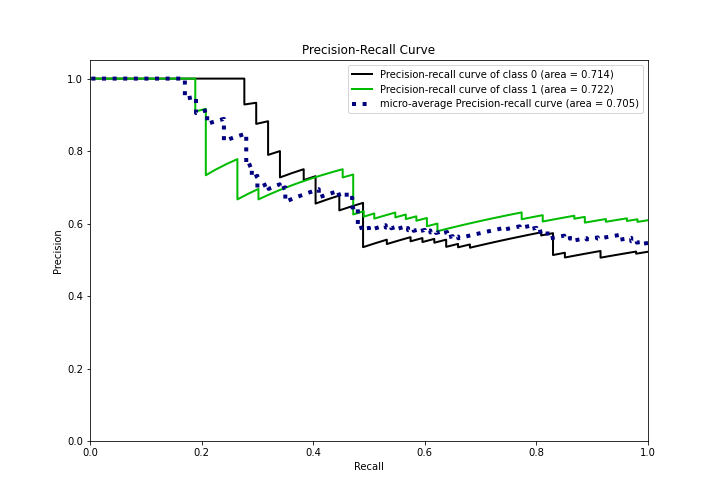 Precision-Recall Curve
Precision-recall curve of class 0 (area = 0.714)
Precision-recall curve of class 1 (area = 0.722)
micro-average Precision-recall curve (area = 0.705)
Precision
1.0
0.8
0.6
0.4
0.2
0.0
0.0 0.2 0.4 0.6 0.8 1.0
Recall